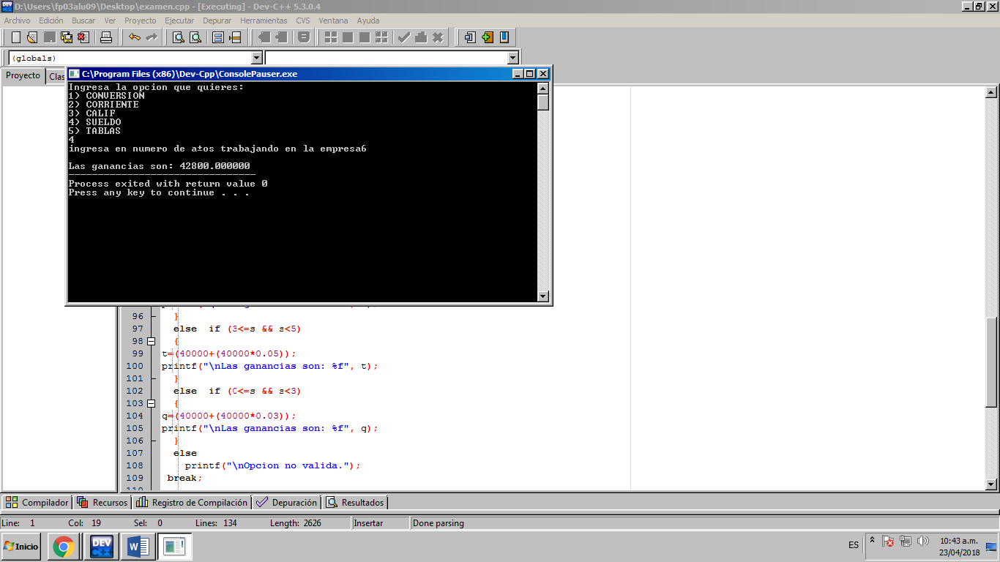 D:\Users\fp03alu09\Desktop\examen.cpp - [Executing] - Dev-C++ 5.3.0.4
Archivo Edición Buscar Ver Proyecto Ejecutar Depurar Herramientas CVS Ventana Ayuda
(globals)
Proyecto Clas
C:\Program Files (x86)\Dev-Cpp\ConsolePauser.exe
Ingresa la opcion que quieres:
1) CONVERSION
2) CORRIENTE
3) CALIF
4) SUELDO
5) TABLAS
4
ingresa en numero de a±os trabajando en la empresa6
Las ganancias son: 42800.000000
--------------------------------
Process exited with return value 0
Press any key to continue . . .
96 }
97 else if (3<=s && s<5)
98 {
99 t=(40000+(40000*0.05));
100 printf("\nLas ganancias son: %f", t);
101 }
102 else if (0<=s && s<3)
103 {
104 q=(40000+(40000*0.03));
105 printf("\nLas ganancias son: %f", q);
106 }
107 else
108 printf("\nOpcion no valida.");
109 break;
Compilador Recursos Registro de Compilación Depuración Resultados
Line: 1 Col: 19 Sel: 0 Lines: 134 Length: 2626 Insertar Done parsing
Inicio DEV C++ ES 10:43 a.m.
23/04/2018